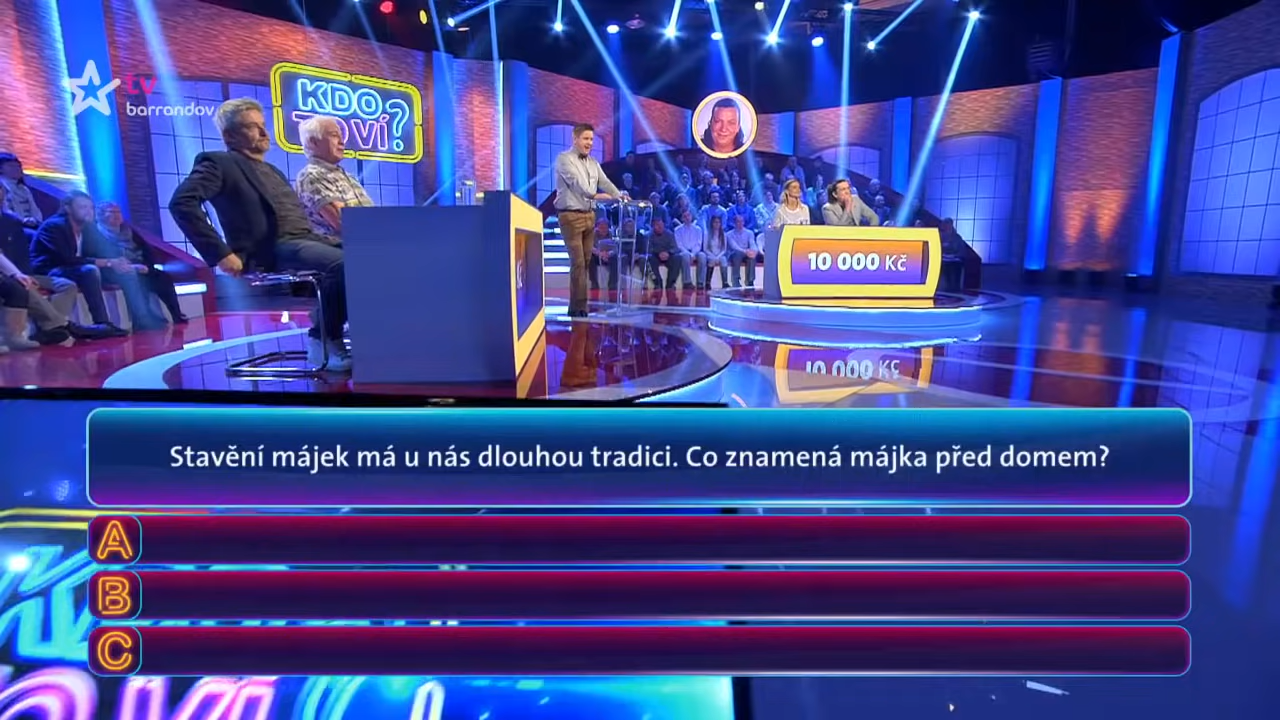 tv
barrandov
KDO
TO VÍ?
10 000 Kč
10 000 Kč
Stavění májek má u nás dlouhou tradici. Co znamená májka před domem?
A
B
C